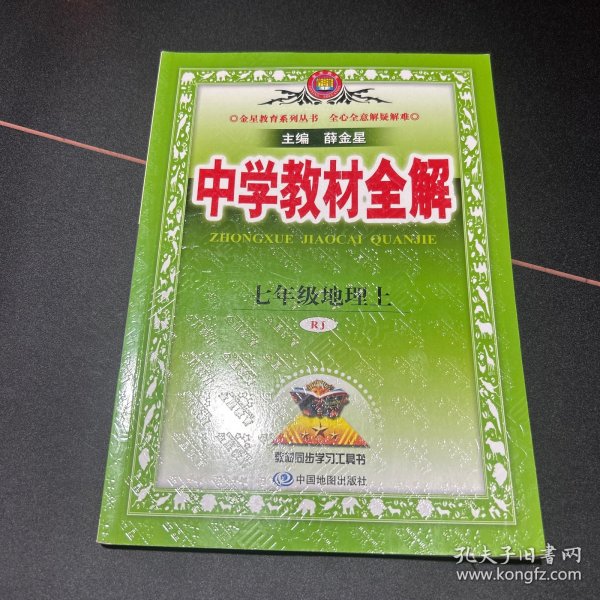 ◎金星教育系列丛书 全心全意解疑解难◎
主编 薛金星
中学教材全解
ZHONGXUE JIAOCAI QUANJIE
七年级地理上
RJ
教材同步学习工具书
中国地图出版社
孔夫子旧书网
www.kongfz.com